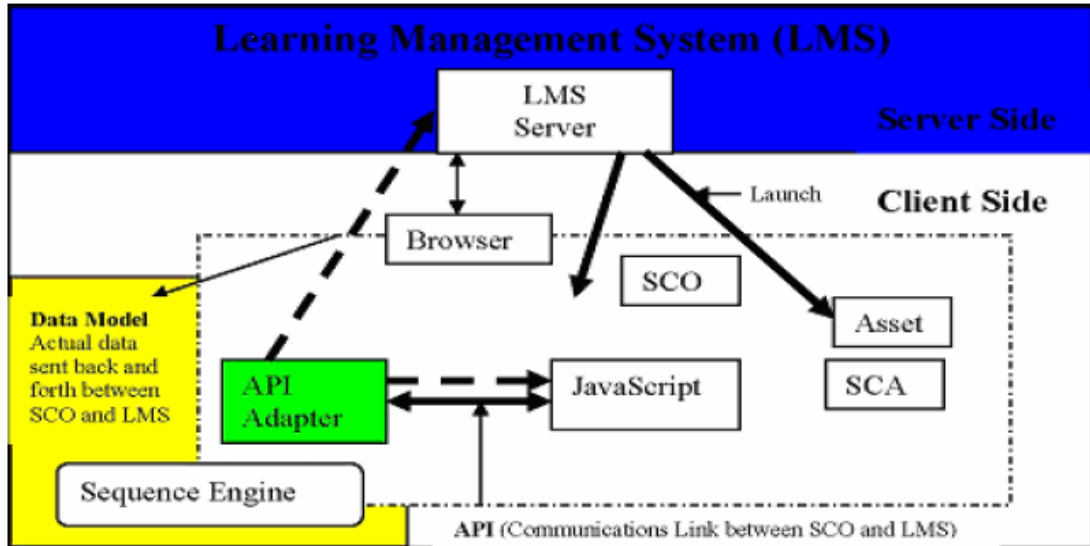 Learning Management System (LMS)
LMS
Server
Server Side
Launch
Client Side
Browser
SCO
Data Model
Actual data
sent back and
forth between
SCO and LMS
Asset
API
Adapter
JavaScript
SCA
Sequence Engine
API (Communications Link between SCO and LMS)